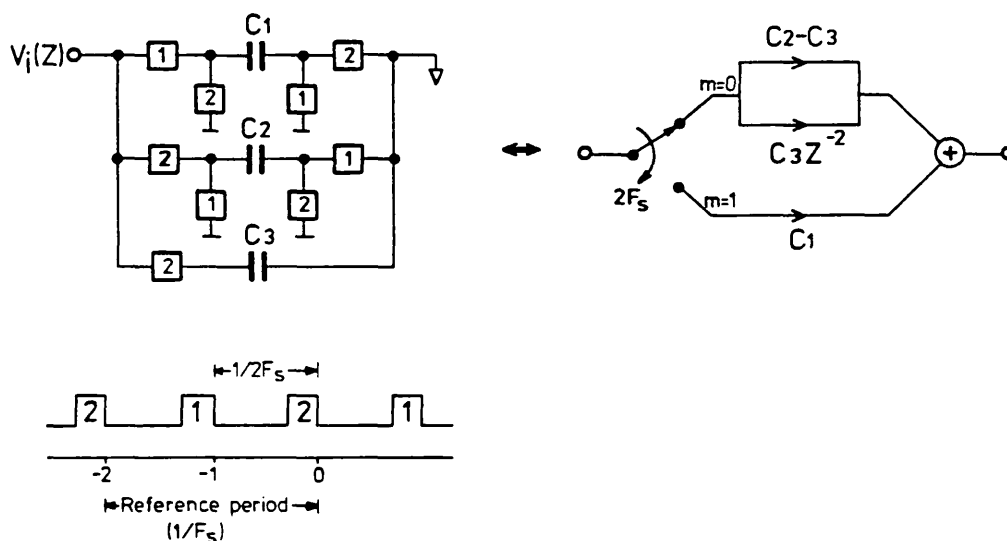 C1
Vi(Z)
1
2
2
1
C2
2
1
1
2
C3
2
C2-C3
m=0
C3Z^-2
2Fs
m=1
C1
+
1/2Fs
2
1
2
1
-2
-1
0
Reference period
(1/Fs)